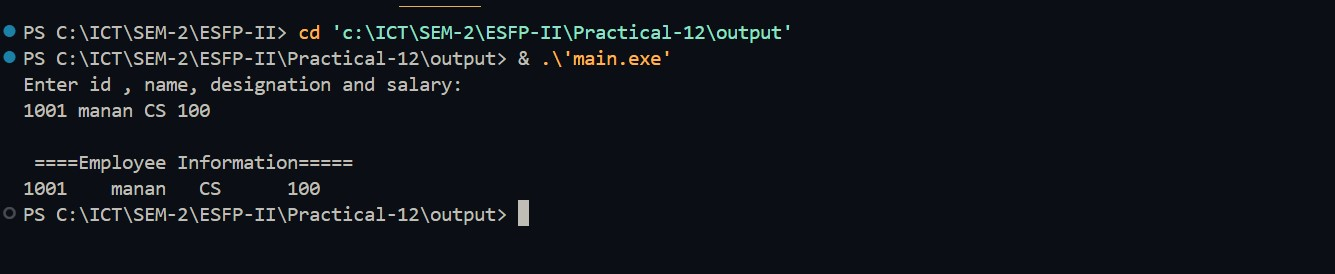 PS C:\ICT\SEM-2\ESFP-II> cd 'c:\ICT\SEM-2\ESFP-II\Practical-12\output'
PS C:\ICT\SEM-2\ESFP-II\Practical-12\output> & .\'main.exe'
Enter id , name, designation and salary:
1001 manan CS 100
====Employee Information=====
1001    manan   CS      100
PS C:\ICT\SEM-2\ESFP-II\Practical-12\output>